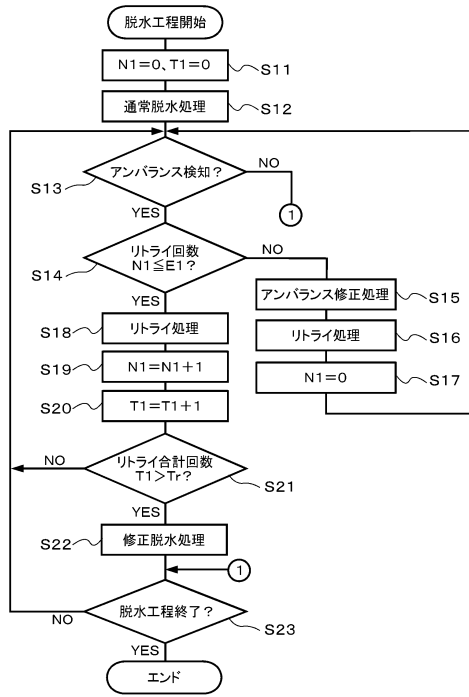 脱水工程開始
N1=0、T1=0
S11
通常脱水処理
S12
アンバランス検知？
NO
S13
YES
1
リトライ回数
N1≦E1?
NO
S14
YES
アンバランス修正処理
S15
S18
リトライ処理
リトライ処理
S16
S19
N1=N1+1
N1=0
S17
S20
T1=T1+1
NO
リトライ合計回数
T1>Tr?
S21
YES
S22
修正脱水処理
1
脱水工程終了？
NO
S23
YES
エンド